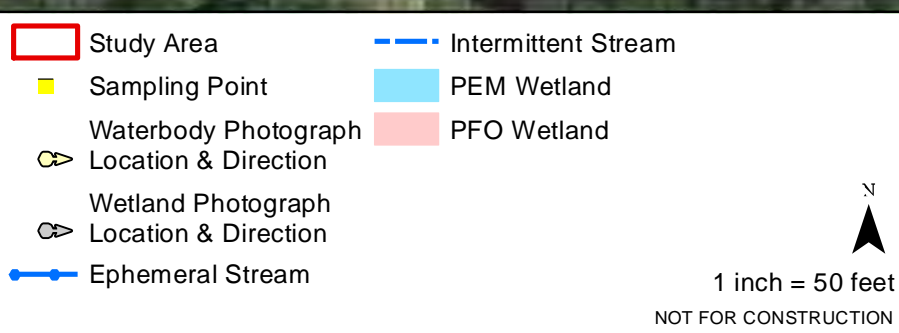 Study Area
Sampling Point
Waterbody Photograph
Location & Direction
Wetland Photograph
Location & Direction
Ephemeral Stream
Intermittent Stream
PEM Wetland
PFO Wetland
N
1 inch = 50 feet
NOT FOR CONSTRUCTION